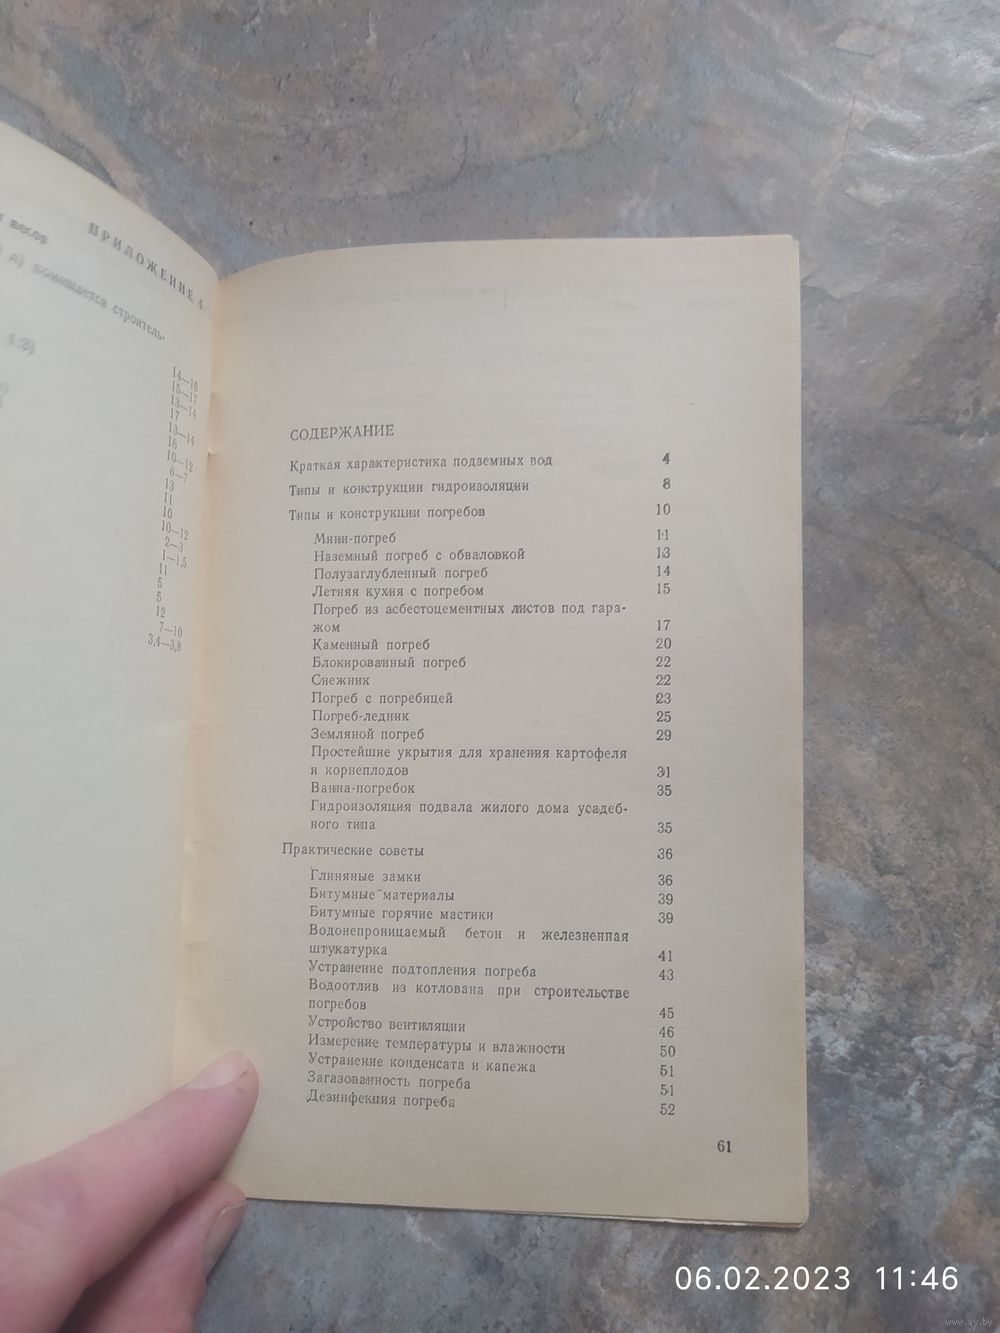 ПРИЛОЖЕНИЕ 4
весов
помещается строитель-
14—16
15—17
13—14
17
13—14
16
10—12
6—7
13
11
10
10—12
2—3
1—1,5
11
5
5
12
7—10
3,4—3,8
СОДЕРЖАНИЕ
Краткая характеристика подземных вод 4
Типы и конструкции гидроизоляции 8
Типы и конструкции погребов 10
Мини-погреб 11
Наземный погреб с обваловкой 13
Полузаглубленный погреб 14
Летняя кухня с погребом 15
Погреб из асбестоцементных листов под гара-
жом 17
Каменный погреб 20
Блокированный погреб 22
Снежник 22
Погреб с погребицей 23
Погреб-ледник 25
Земляной погреб 29
Простейшие укрытия для хранения картофеля
и корнеплодов 31
Ванна-погребок 35
Гидроизоляция подвала жилого дома усадеб-
ного типа 35
Практические советы 36
Глиняные замки 36
Битумные материалы 39
Битумные горячие мастики 39
Водонепроницаемый бетон и железненная
штукатурка 41
Устранение подтопления погреба 43
Водоотлив из котлована при строительстве
погребов 45
Устройство вентиляции 46
Измерение температуры и влажности 50
Устранение конденсата и капежа 51
Загазованность погреба 51
Дезинфекция погреба 52
61
06.02.2023 11:46
www.ay.by